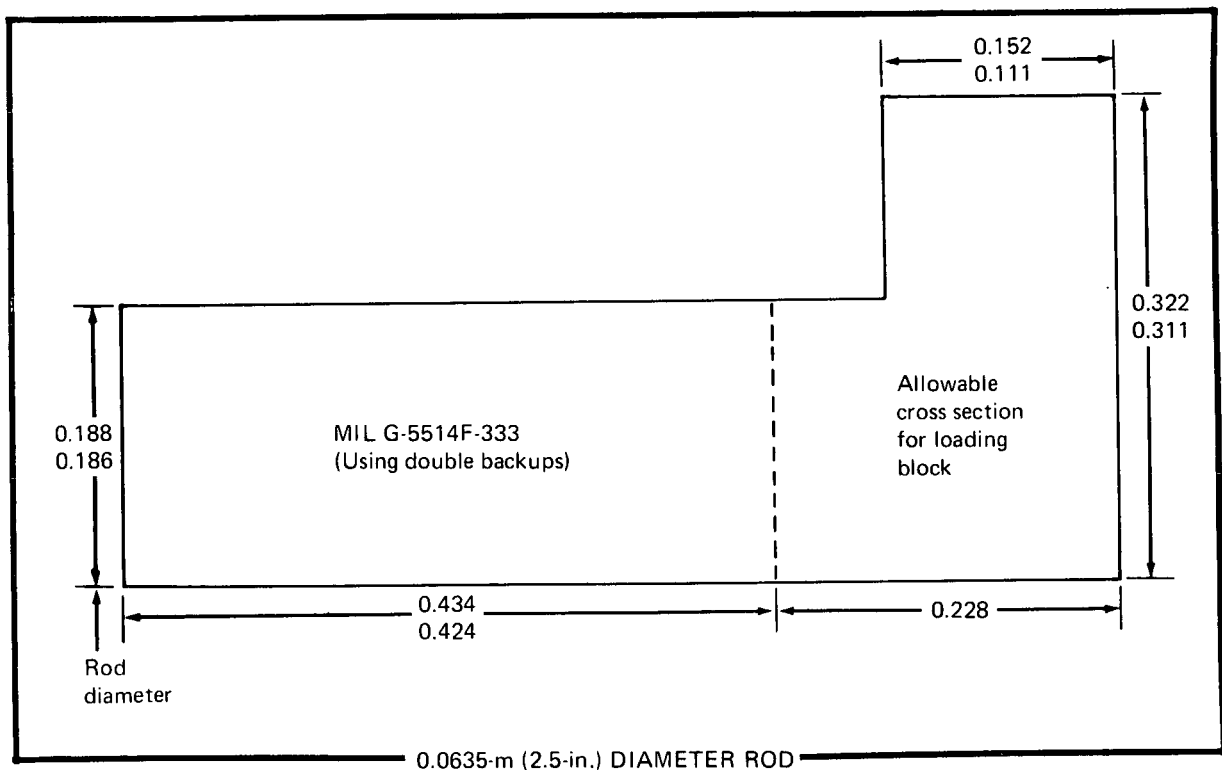 0.152
0.111
0.322
0.311
0.188
0.186
MIL G-5514F-333
(Using double backups)
Allowable
cross section
for loading
block
0.434
0.424
0.228
Rod
diameter
0.0635-m (2.5-in.) DIAMETER ROD